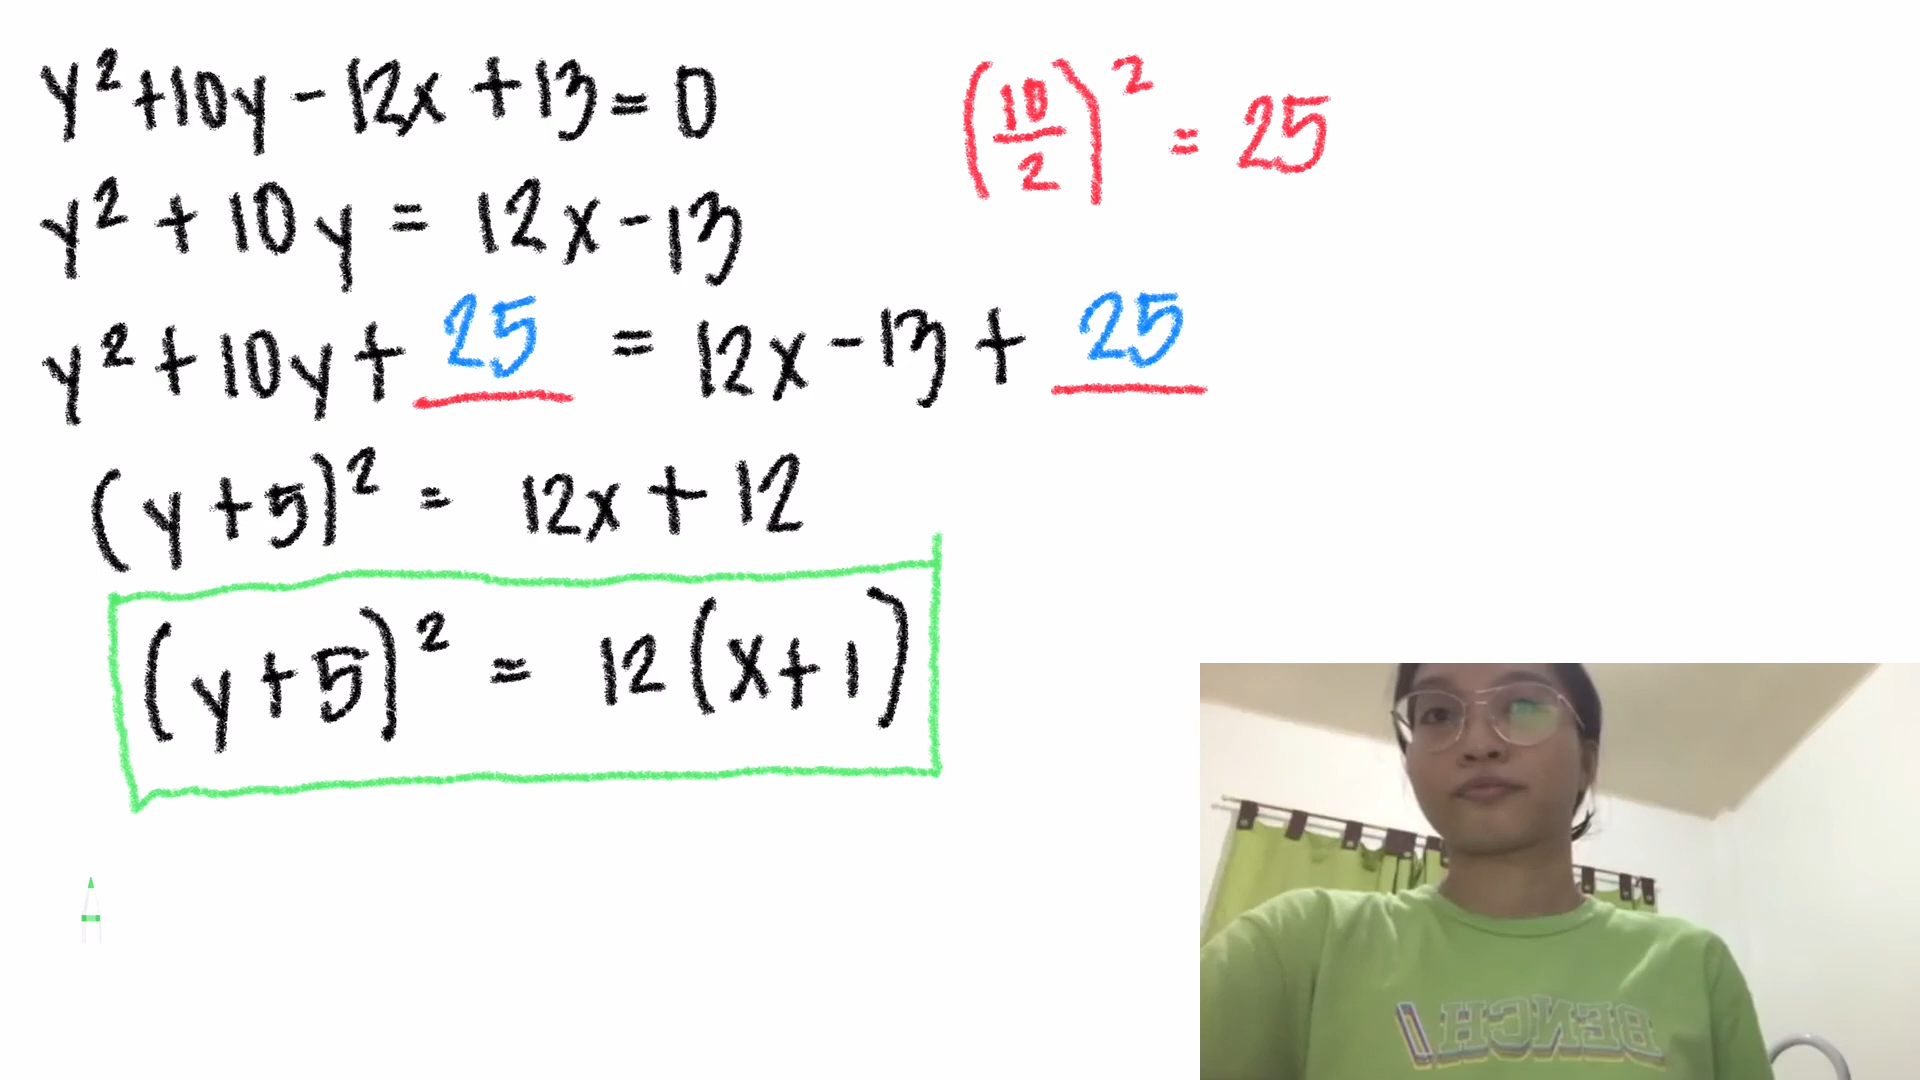 y²+10y-12x+13=0
(10/2)² = 25
y²+10y = 12x-13
y²+10y+25 = 12x-13+25
(y+5)² = 12x+12
(y+5)² = 12(x+1)
BENCH/